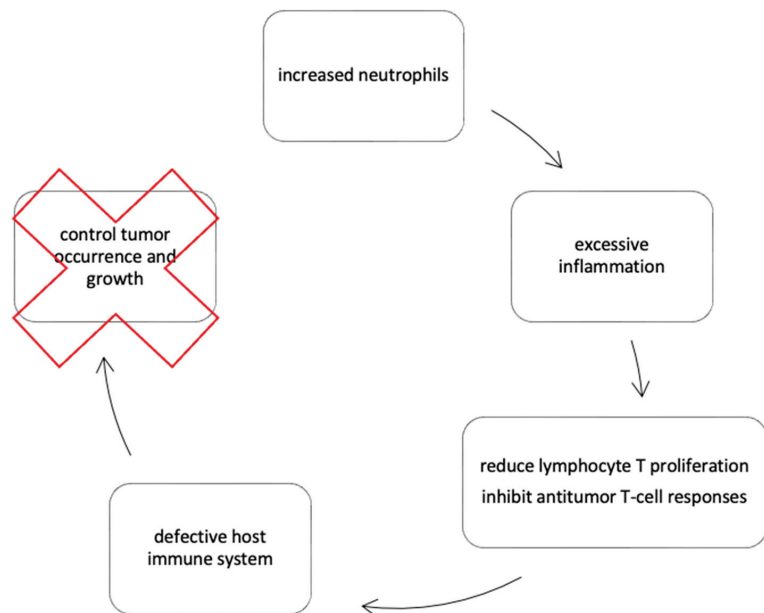 increased neutrophils
excessive
inflammation
reduce lymphocyte T proliferation
inhibit antitumor T-cell responses
defective host
immune system
control tumor
occurrence and
growth